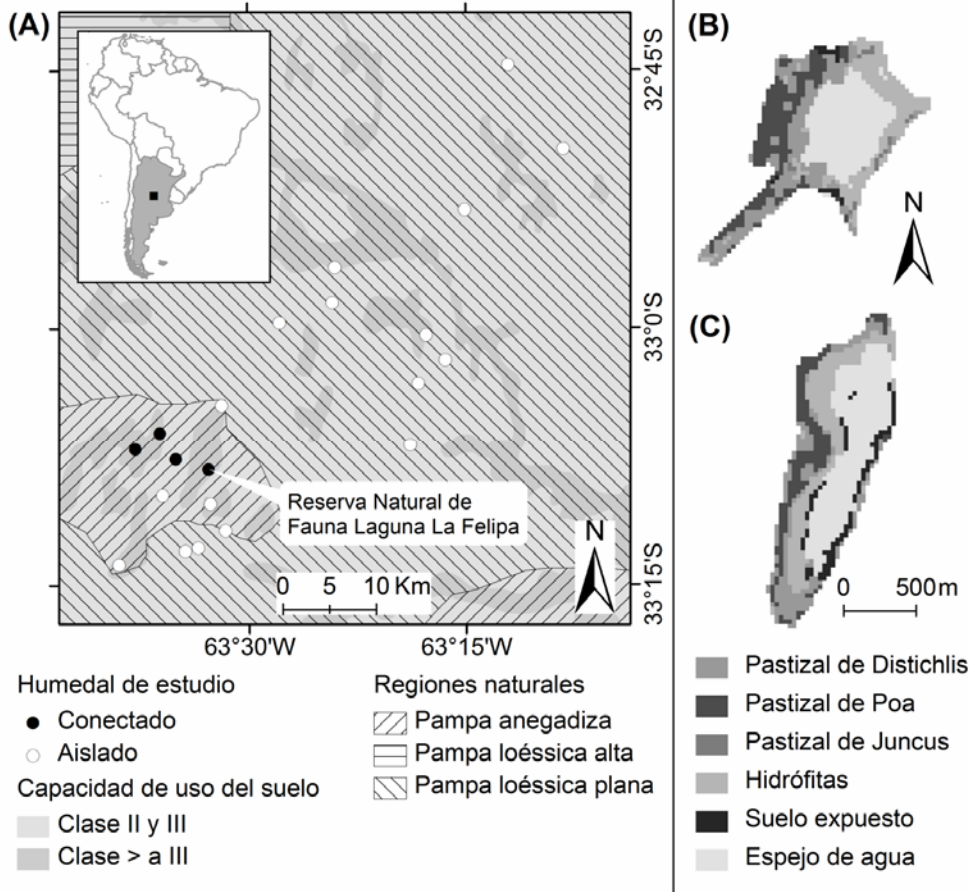 (A)
32°45'S
33°0'S
33°15'S
63°30'W
63°15'W
Reserva Natural de
Fauna Laguna La Felipa
0 5 10 Km
N
Humedal de estudio
Conectado
Aislado
Capacidad de uso del suelo
Clase II y III
Clase > a III
Regiones naturales
Pampa anegadiza
Pampa loéssica alta
Pampa loéssica plana
(B)
N
(C)
0 500 m
Pastizal de Distichlis
Pastizal de Poa
Pastizal de Juncus
Hidrófitas
Suelo expuesto
Espejo de agua